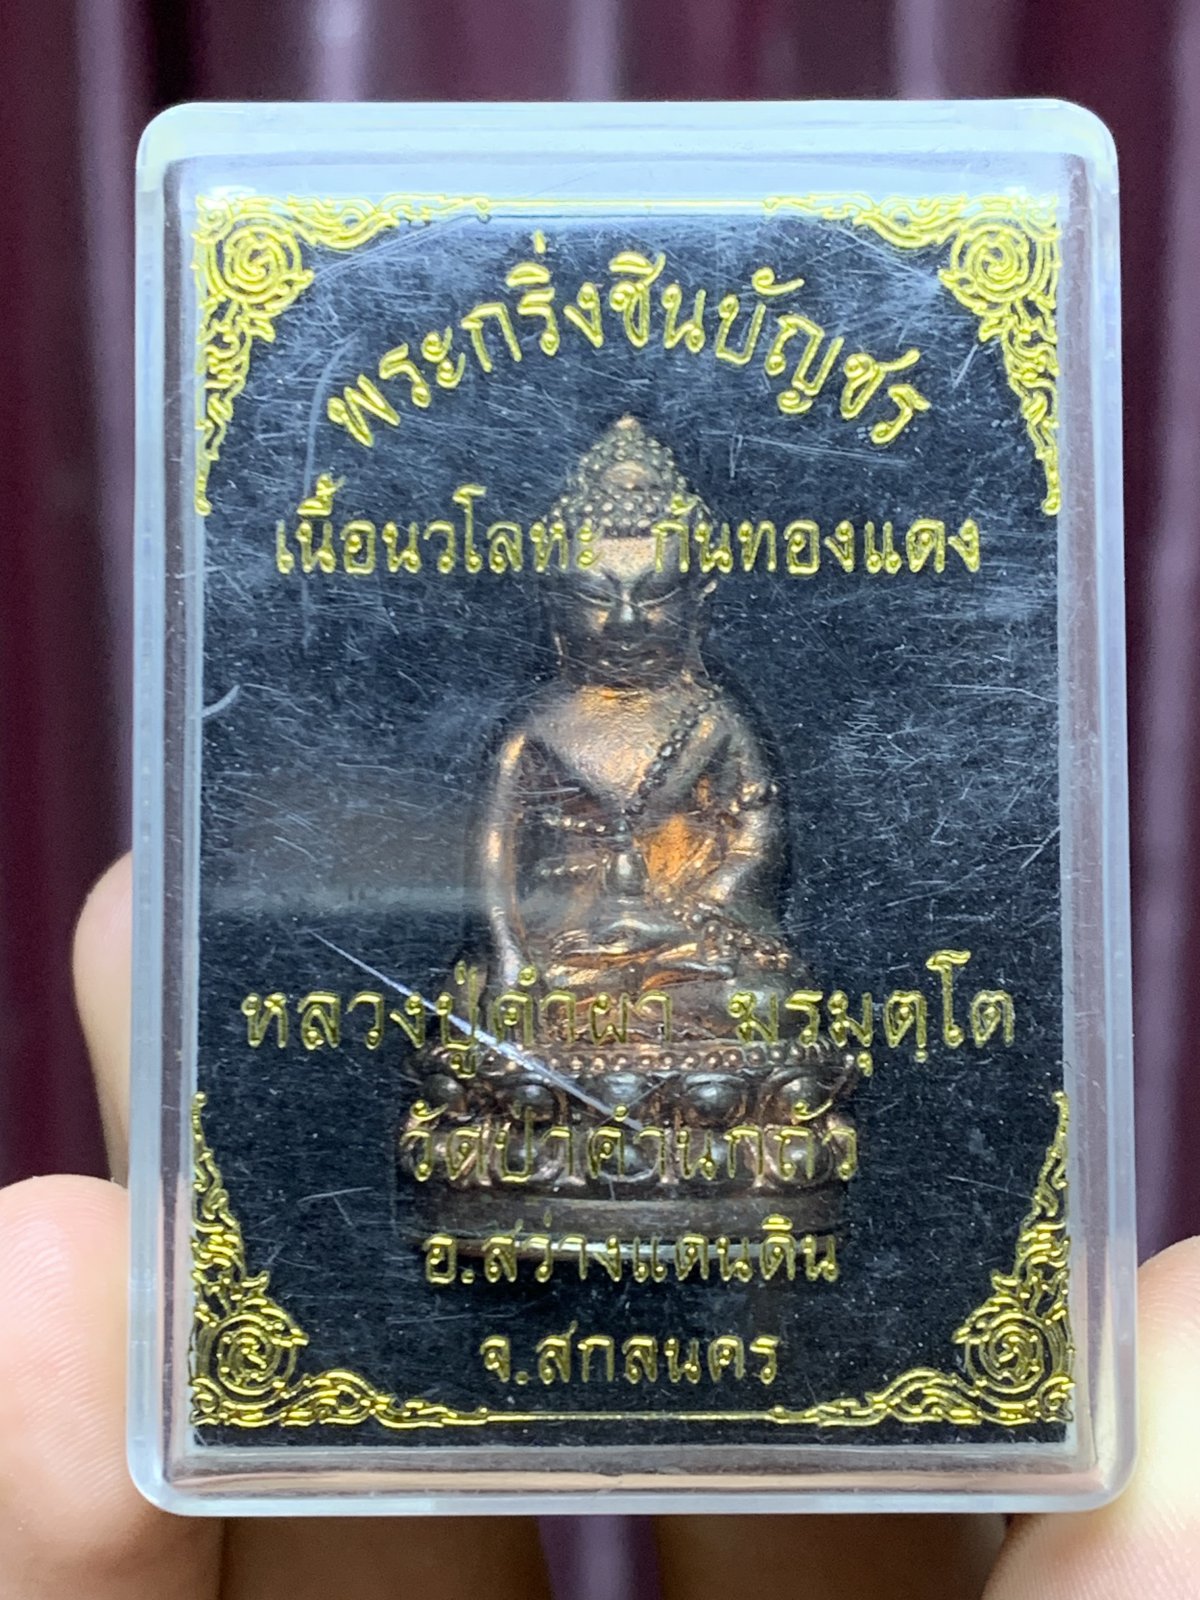 พระกริ่งชินบัญชร
เนื้อนวโลหะ ก้นทองแดง
หลวงปู่คำผา ฆรมุตฺโต
วัดป่าคำนกถัว
อ.สว่างแดนดิน
จ.สกลนคร